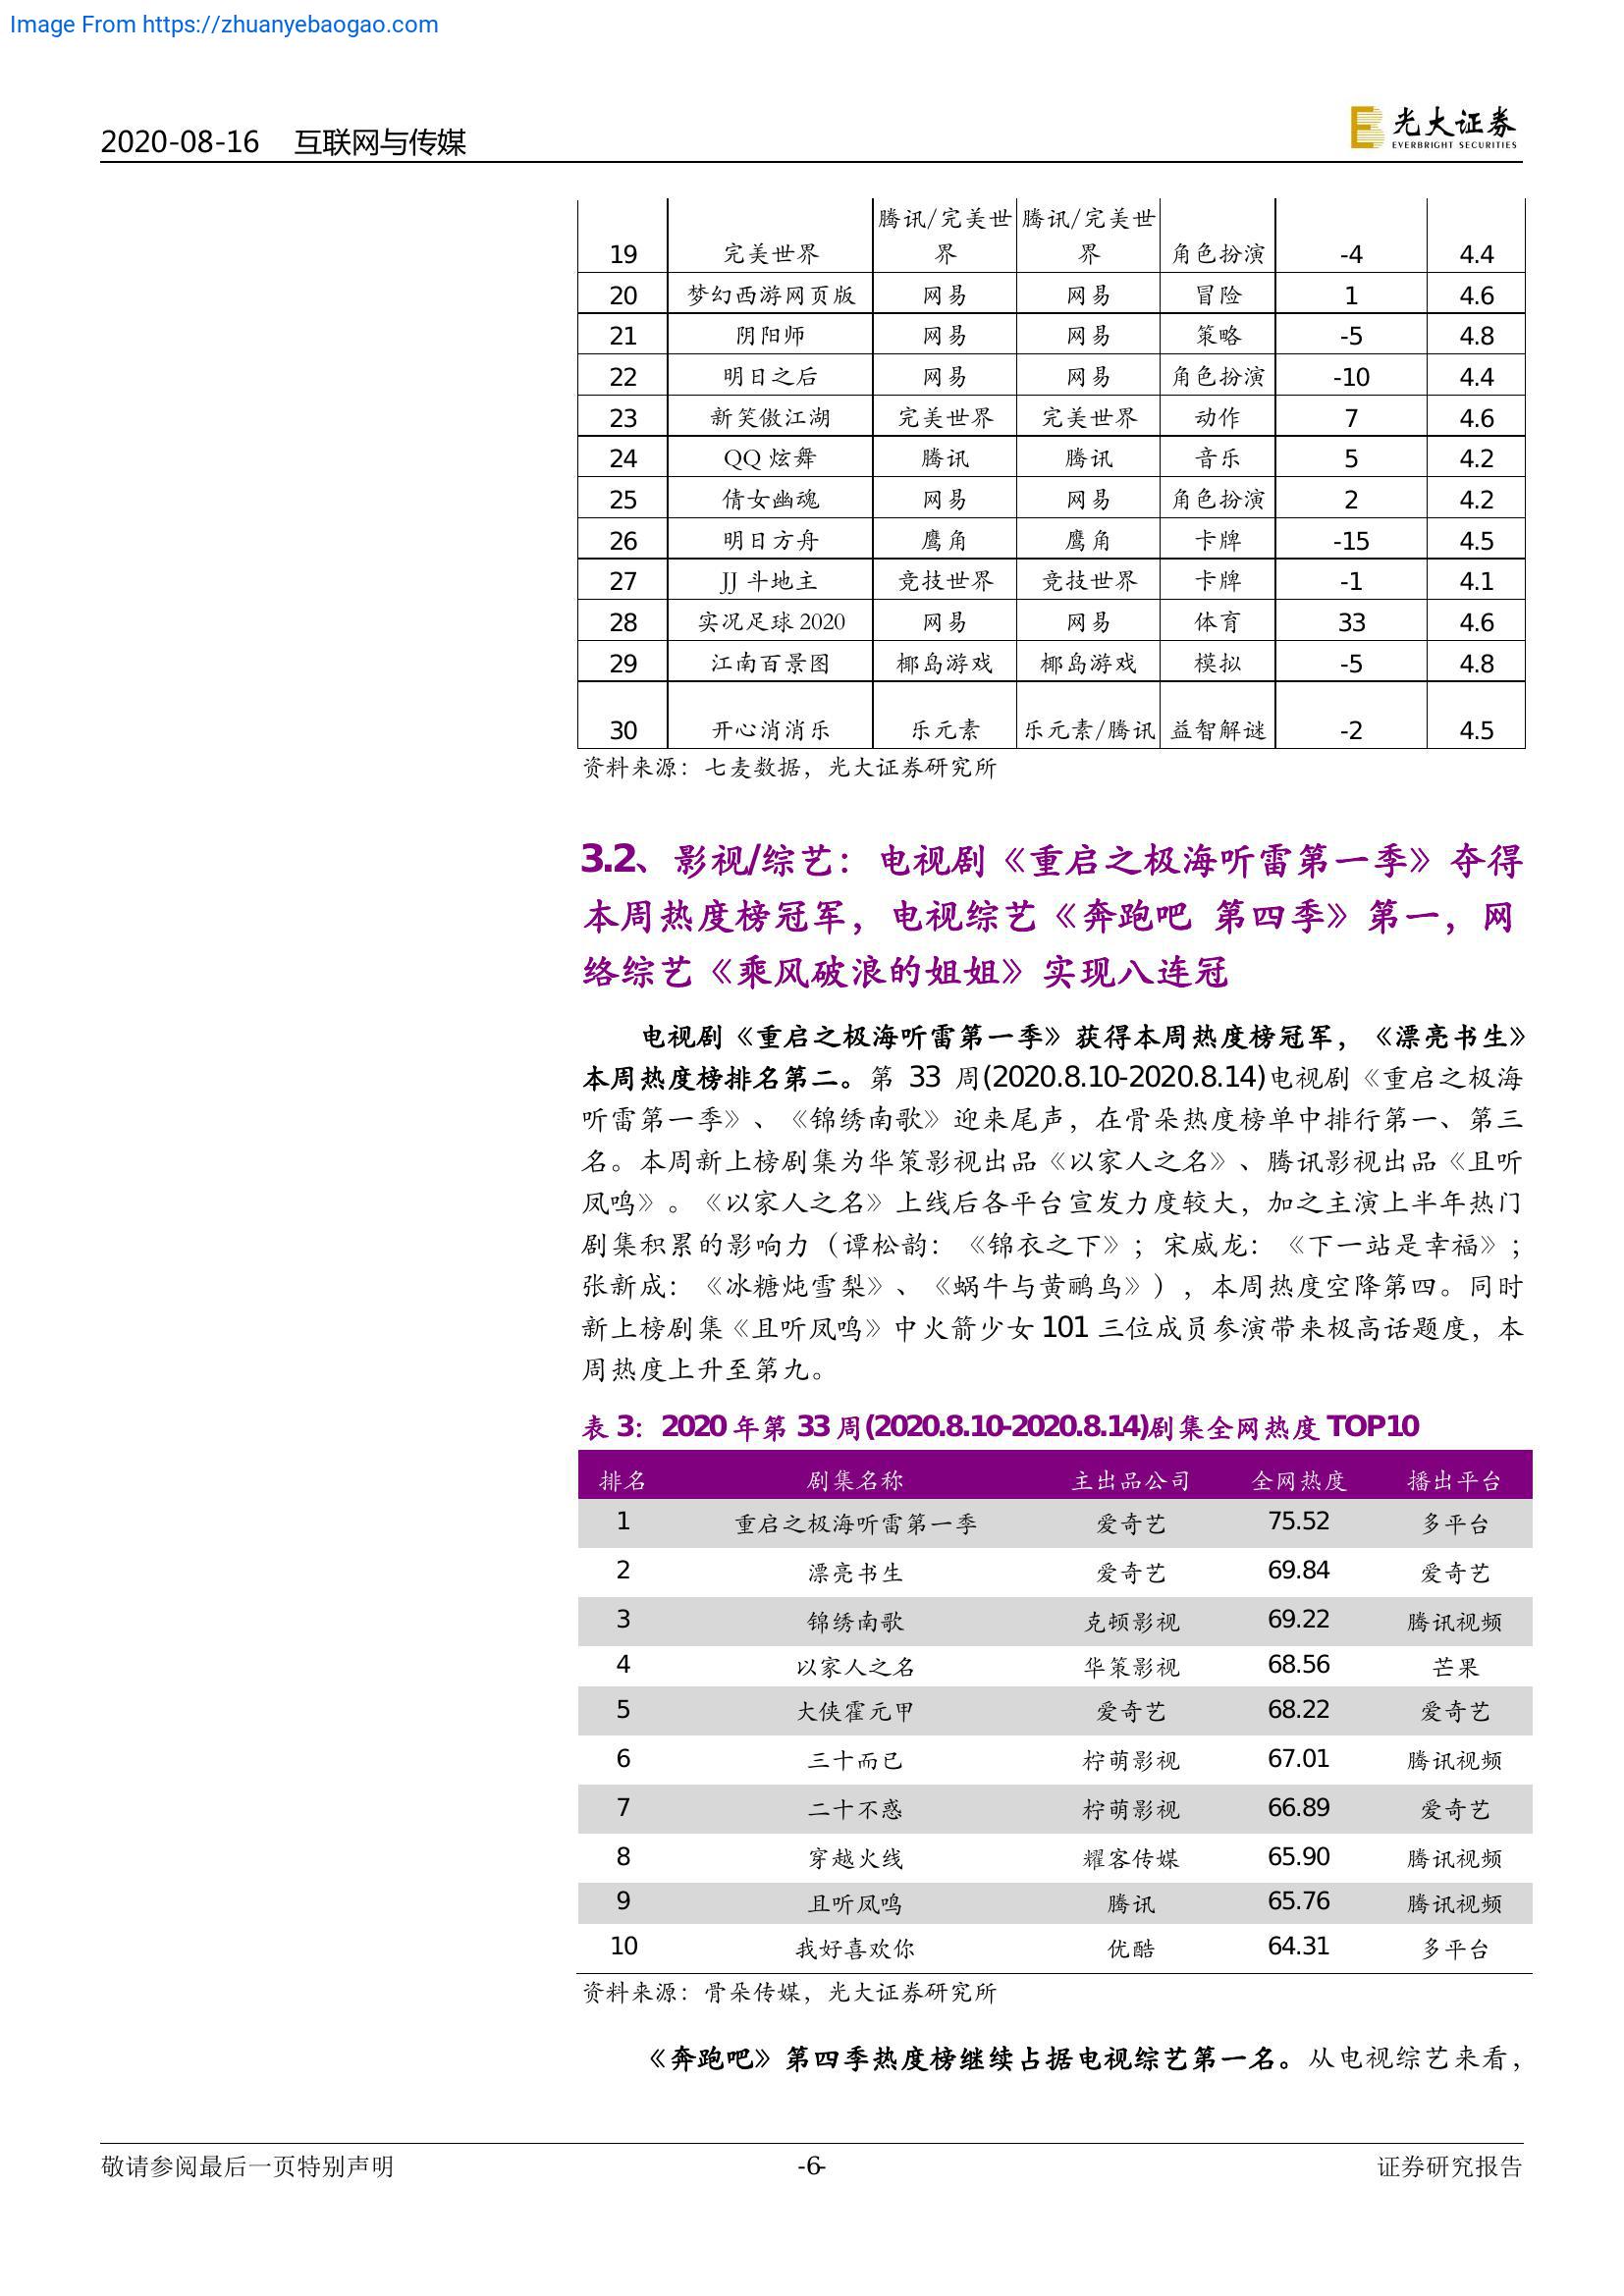 Image From https://zhuanyebaogao.com
2020-08-16 互联网与传媒
光大证券
EVERBRIGHT SECURITIES
19 完美世界 腾讯/完美世界 腾讯/完美世界 角色扮演 -4 4.4
20 梦幻西游网页版 网易 网易 冒险 1 4.6
21 阴阳师 网易 网易 策略 -5 4.8
22 明日之后 网易 网易 角色扮演 -10 4.4
23 新笑傲江湖 完美世界 完美世界 动作 7 4.6
24 QQ 炫舞 腾讯 腾讯 音乐 5 4.2
25 倩女幽魂 网易 网易 角色扮演 2 4.2
26 明日方舟 鹰角 鹰角 卡牌 -15 4.5
27 JJ 斗地主 竞技世界 竞技世界 卡牌 -1 4.1
28 实况足球 2020 网易 网易 体育 33 4.6
29 江南百景图 椰岛游戏 椰岛游戏 模拟 -5 4.8
30 开心消消乐 乐元素 乐元素/腾讯 益智解谜 -2 4.5
资料来源：七麦数据，光大证券研究所
3.2、影视/综艺：电视剧《重启之极海听雷第一季》夺得
本周热度榜冠军，电视综艺《奔跑吧 第四季》第一，网
络综艺《乘风破浪的姐姐》实现八连冠
电视剧《重启之极海听雷第一季》获得本周热度榜冠军，《漂亮书生》
本周热度榜排名第二。第 33 周(2020.8.10-2020.8.14)电视剧《重启之极海
听雷第一季》、《锦绣南歌》迎来尾声，在骨朵热度榜单中排行第一、第三
名。本周新上榜剧集为华策影视出品《以家人之名》、腾讯影视出品《且听
凤鸣》。《以家人之名》上线后各平台宣发力度较大，加之主演上半年热门
剧集积累的影响力（谭松韵：《锦衣之下》；宋威龙：《下一站是幸福》；
张新成：《冰糖炖雪梨》、《蜗牛与黄鹂鸟》），本周热度空降第四。同时
新上榜剧集《且听凤鸣》中火箭少女 101 三位成员参演带来极高话题度，本
周热度上升至第九。
表 3：2020 年第 33 周(2020.8.10-2020.8.14)剧集全网热度 TOP10
排名 剧集名称 主出品公司 全网热度 播出平台
1 重启之极海听雷第一季 爱奇艺 75.52 多平台
2 漂亮书生 爱奇艺 69.84 爱奇艺
3 锦绣南歌 克顿影视 69.22 腾讯视频
4 以家人之名 华策影视 68.56 芒果
5 大侠霍元甲 爱奇艺 68.22 爱奇艺
6 三十而已 柠萌影视 67.01 腾讯视频
7 二十不惑 柠萌影视 66.89 爱奇艺
8 穿越火线 耀客传媒 65.90 腾讯视频
9 且听凤鸣 腾讯 65.76 腾讯视频
10 我好喜欢你 优酷 64.31 多平台
资料来源：骨朵传媒，光大证券研究所
《奔跑吧》第四季热度榜继续占据电视综艺第一名。从电视综艺来看，
敬请参阅最后一页特别声明 -6- 证券研究报告